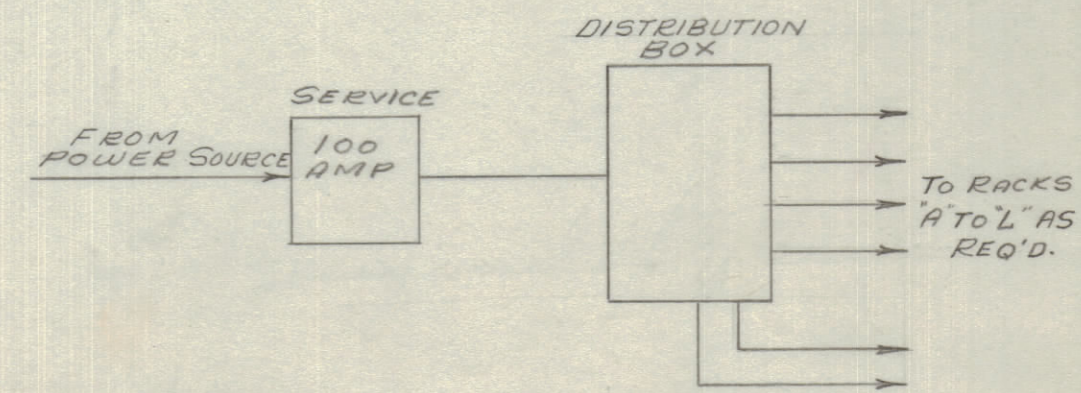 DISTRIBUTION
BOX
SERVICE
FROM
POWER SOURCE
100
AMP
TO RACKS
"A" TO "L" AS
REQ'D.